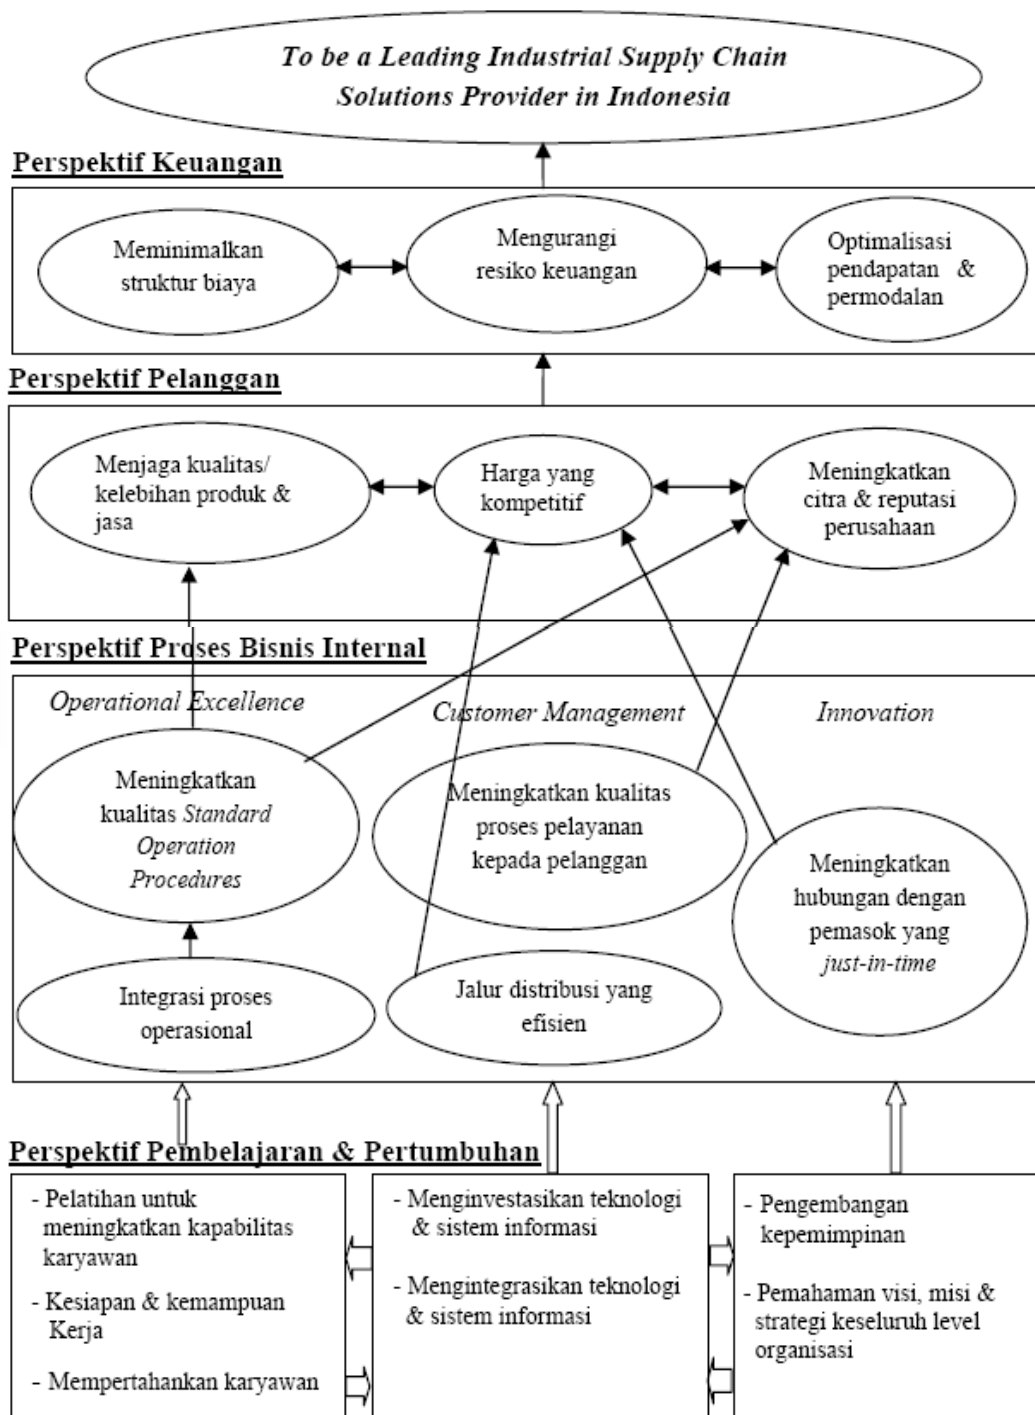 To be a Leading Industrial Supply Chain
Solutions Provider in Indonesia
Perspektif Keuangan
Meminimalkan
struktur biaya
Mengurangi
resiko keuangan
Optimalisasi
pendapatan &
permodalan
Perspektif Pelanggan
Menjaga kualitas/
kelebihan produk &
jasa
Harga yang
kompetitif
Meningkatkan
citra & reputasi
perusahaan
Perspektif Proses Bisnis Internal
Operational Excellence
Customer Management
Innovation
Meningkatkan
kualitas Standard
Operation
Procedures
Meningkatkan kualitas
proses pelayanan
kepada pelanggan
Meningkatkan
hubungan dengan
pemasok yang
just-in-time
Integrasi proses
operasional
Jalur distribusi yang
efisien
Perspektif Pembelajaran & Pertumbuhan
- Pelatihan untuk
meningkatkan kapabilitas
karyawan
- Kesiapan & kemampuan
Kerja
- Mempertahankan karyawan
- Menginvestasikan teknologi
& sistem informasi
- Mengintegrasikan teknologi
& sistem informasi
- Pengembangan
kepemimpinan
- Pemahaman visi, misi &
strategi keseluruh level
organisasi